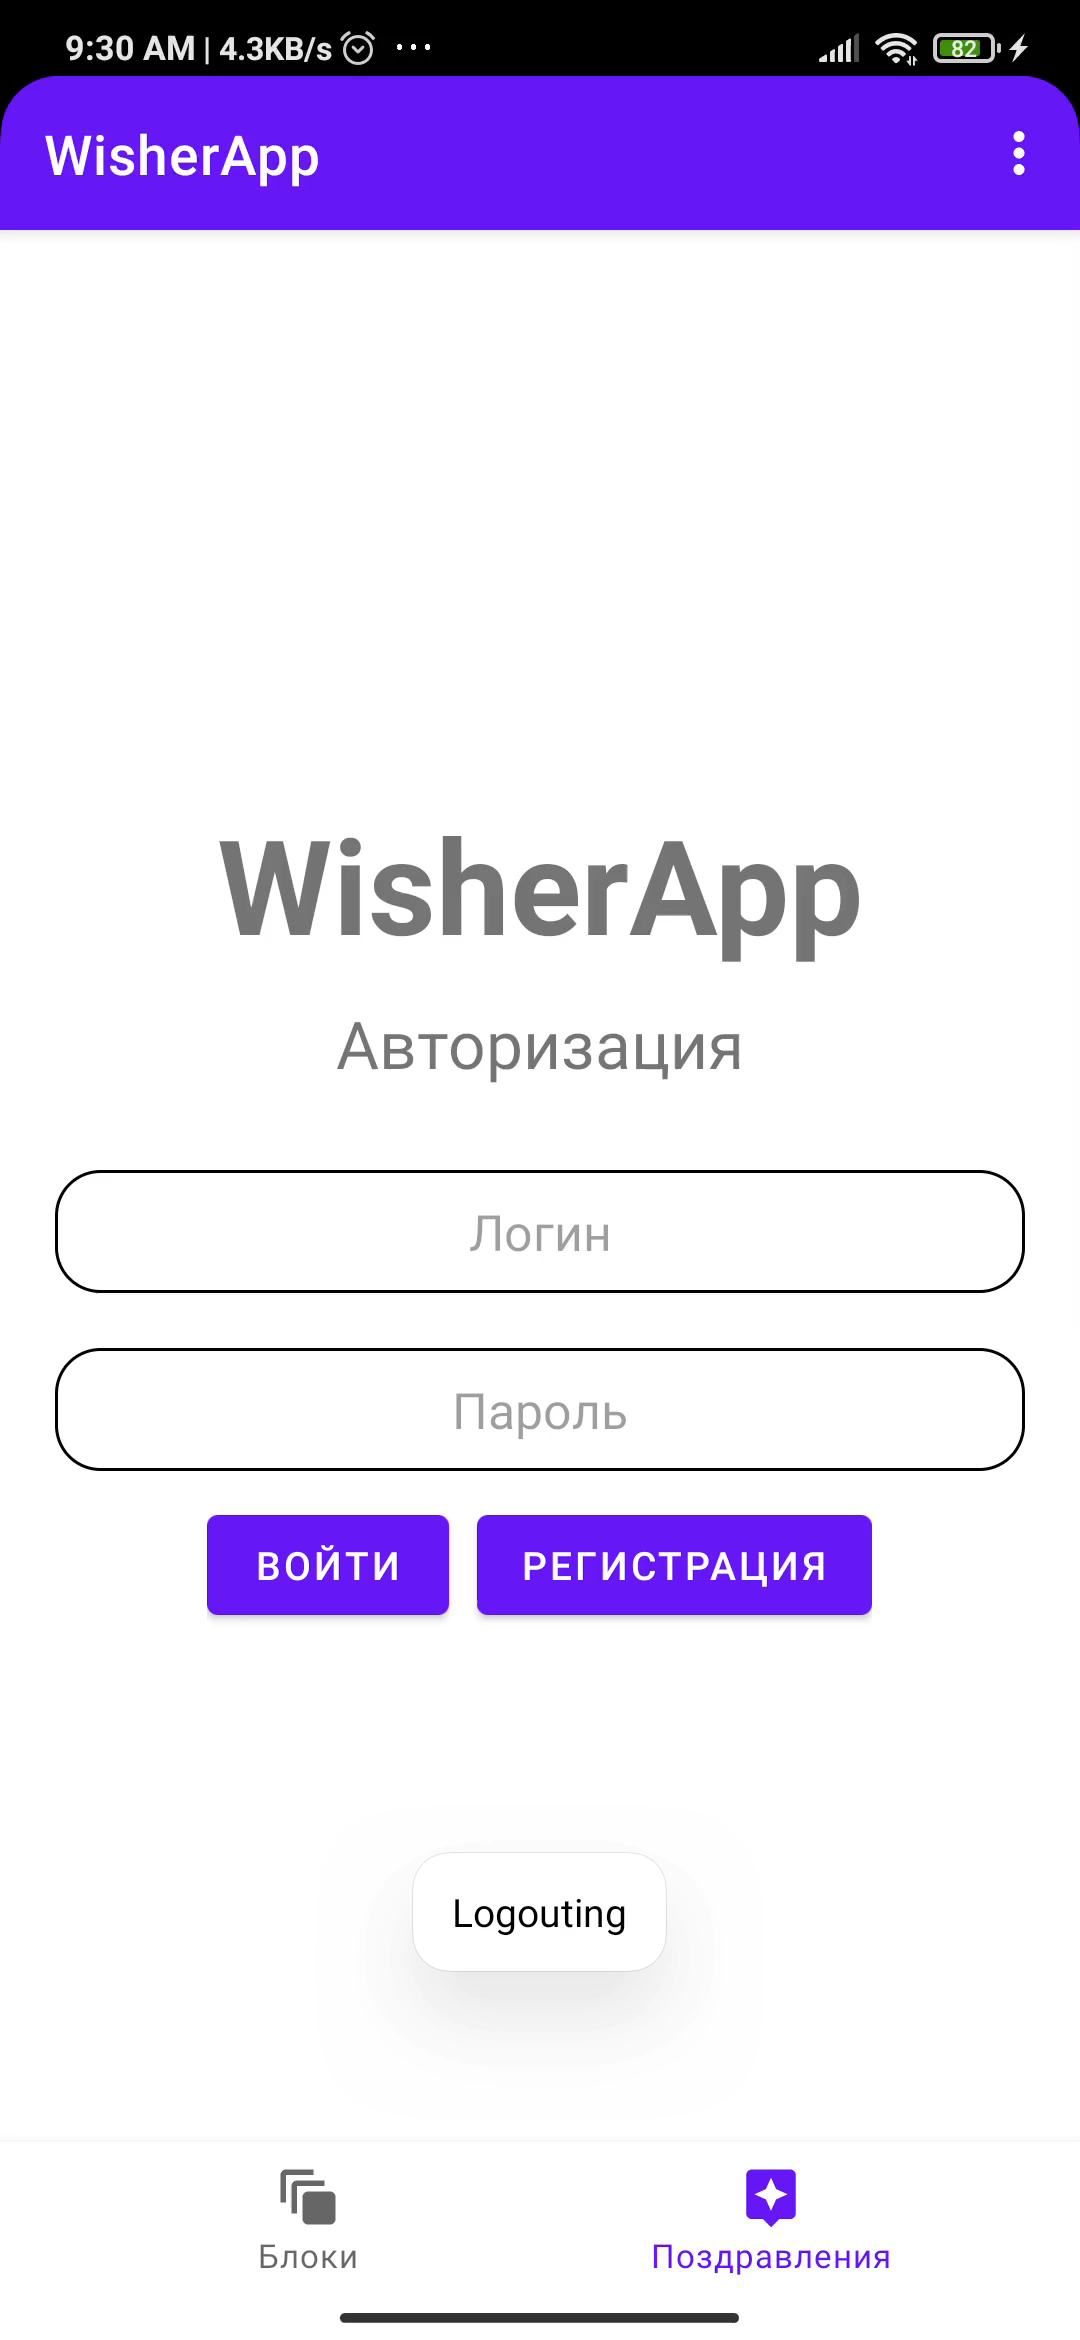 9:30 AM | 4.3KB/s ...
82
WisherApp
WisherApp
Авторизация
Логин
Пароль
ВОЙТИ РЕГИСТРАЦИЯ
Logouting
Блоки Поздравления